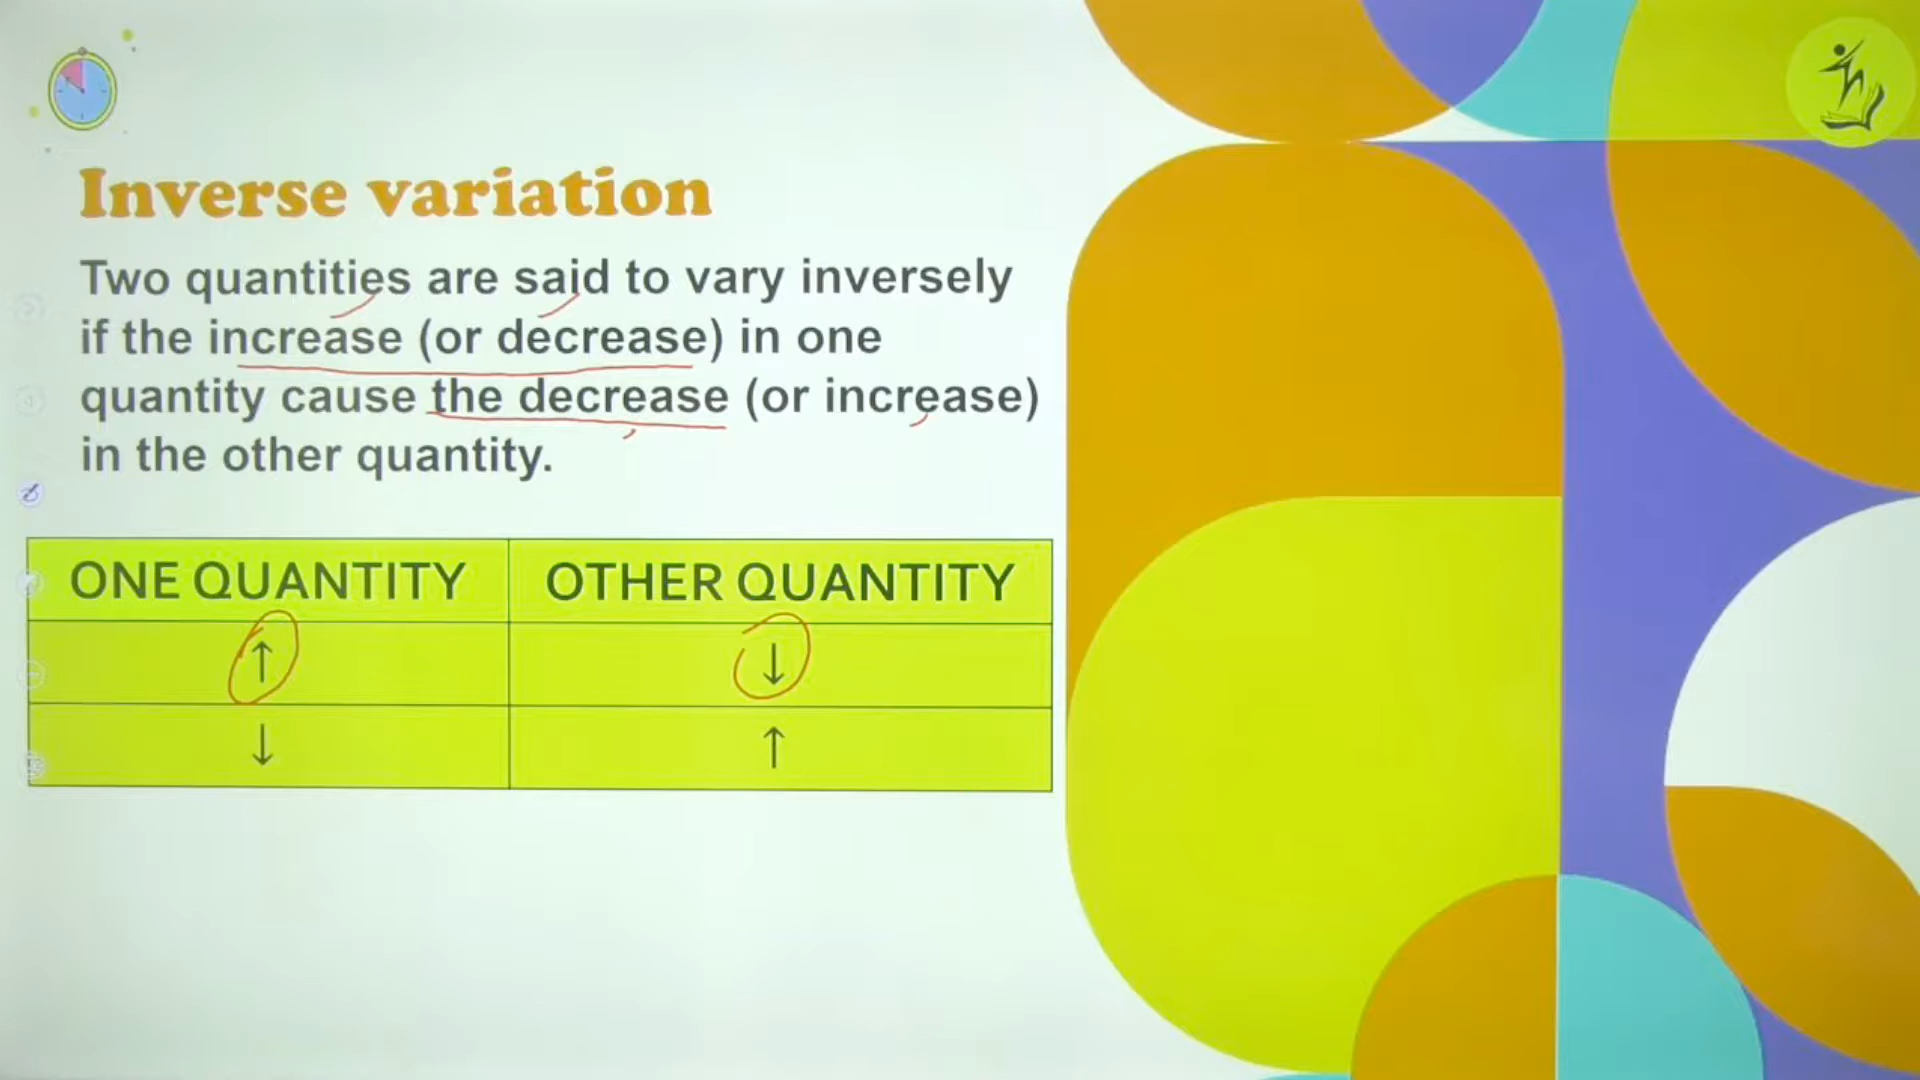 Inverse variation
Two quantities are said to vary inversely
if the increase (or decrease) in one
quantity cause the decrease (or increase)
in the other quantity.
ONE QUANTITY OTHER QUANTITY
↑ ↓
↓ ↑